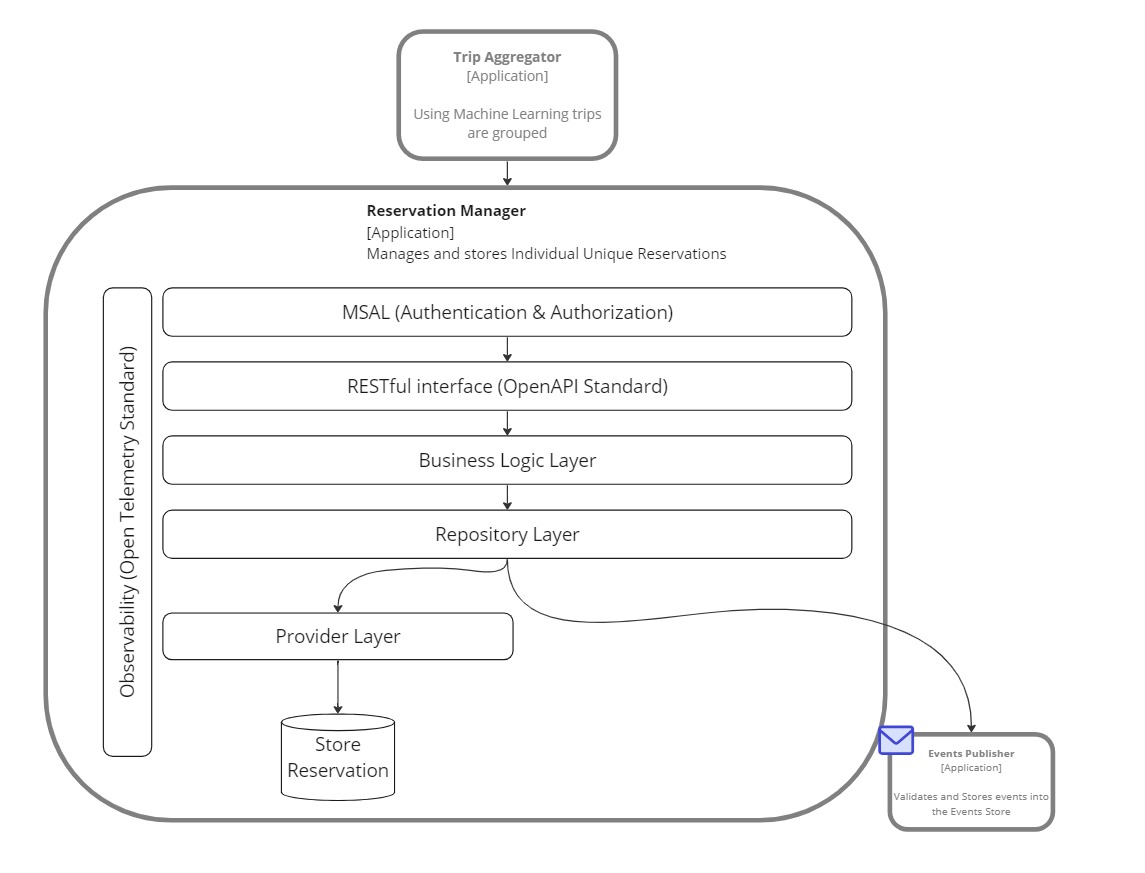 Trip Aggregator
[Application]
Using Machine Learning trips
are grouped
Reservation Manager
[Application]
Manages and stores Individual Unique Reservations
Observability (Open Telemetry Standard)
MSAL (Authentication & Authorization)
RESTful interface (OpenAPI Standard)
Business Logic Layer
Repository Layer
Provider Layer
Store
Reservation
Events Publisher
[Application]
Validates and Stores events into
the Events Store